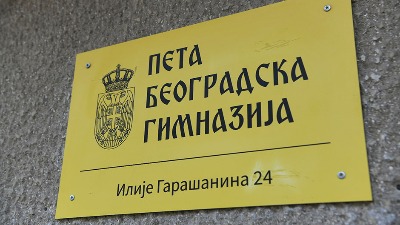 ПЕТА
БЕОГРАДСКА
ГИМНАЗИЈА
Илије Гарашанина 24